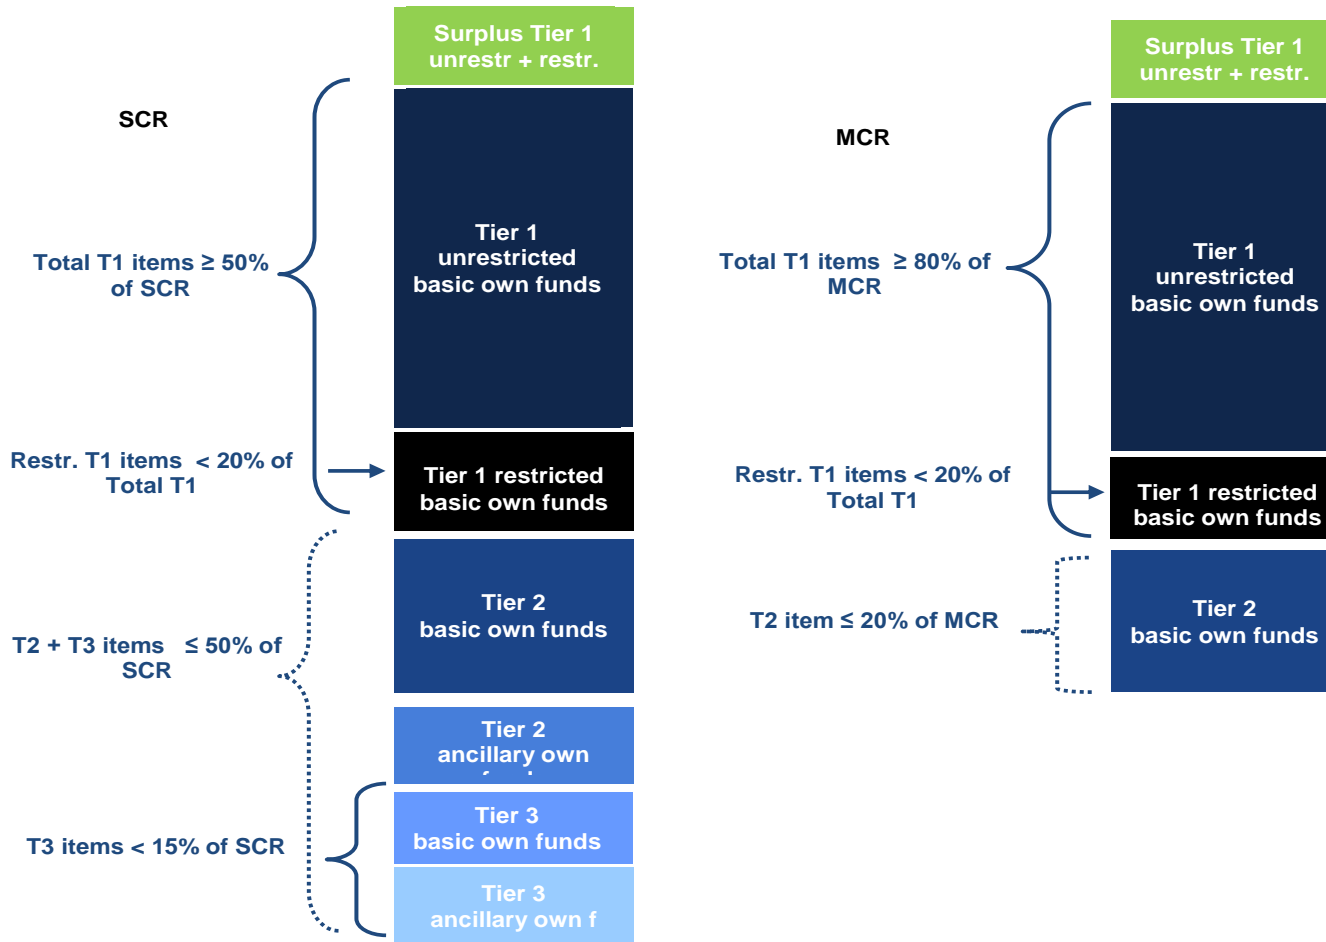 SCR
Surplus Tier 1
unrestr + restr.
Tier 1
unrestricted
basic own funds
Total T1 items ≥ 50%
of SCR
Restr. T1 items < 20% of
Total T1
Tier 1 restricted
basic own funds
Tier 2
basic own funds
T2 + T3 items ≤ 50% of
SCR
Tier 2
ancillary own
Tier 3
basic own funds
T3 items < 15% of SCR
Tier 3
ancillary own f
MCR
Surplus Tier 1
unrestr + restr.
Tier 1
unrestricted
basic own funds
Total T1 items ≥ 80% of
MCR
Restr. T1 items < 20% of
Total T1
Tier 1 restricted
basic own funds
Tier 2
basic own funds
T2 item ≤ 20% of MCR